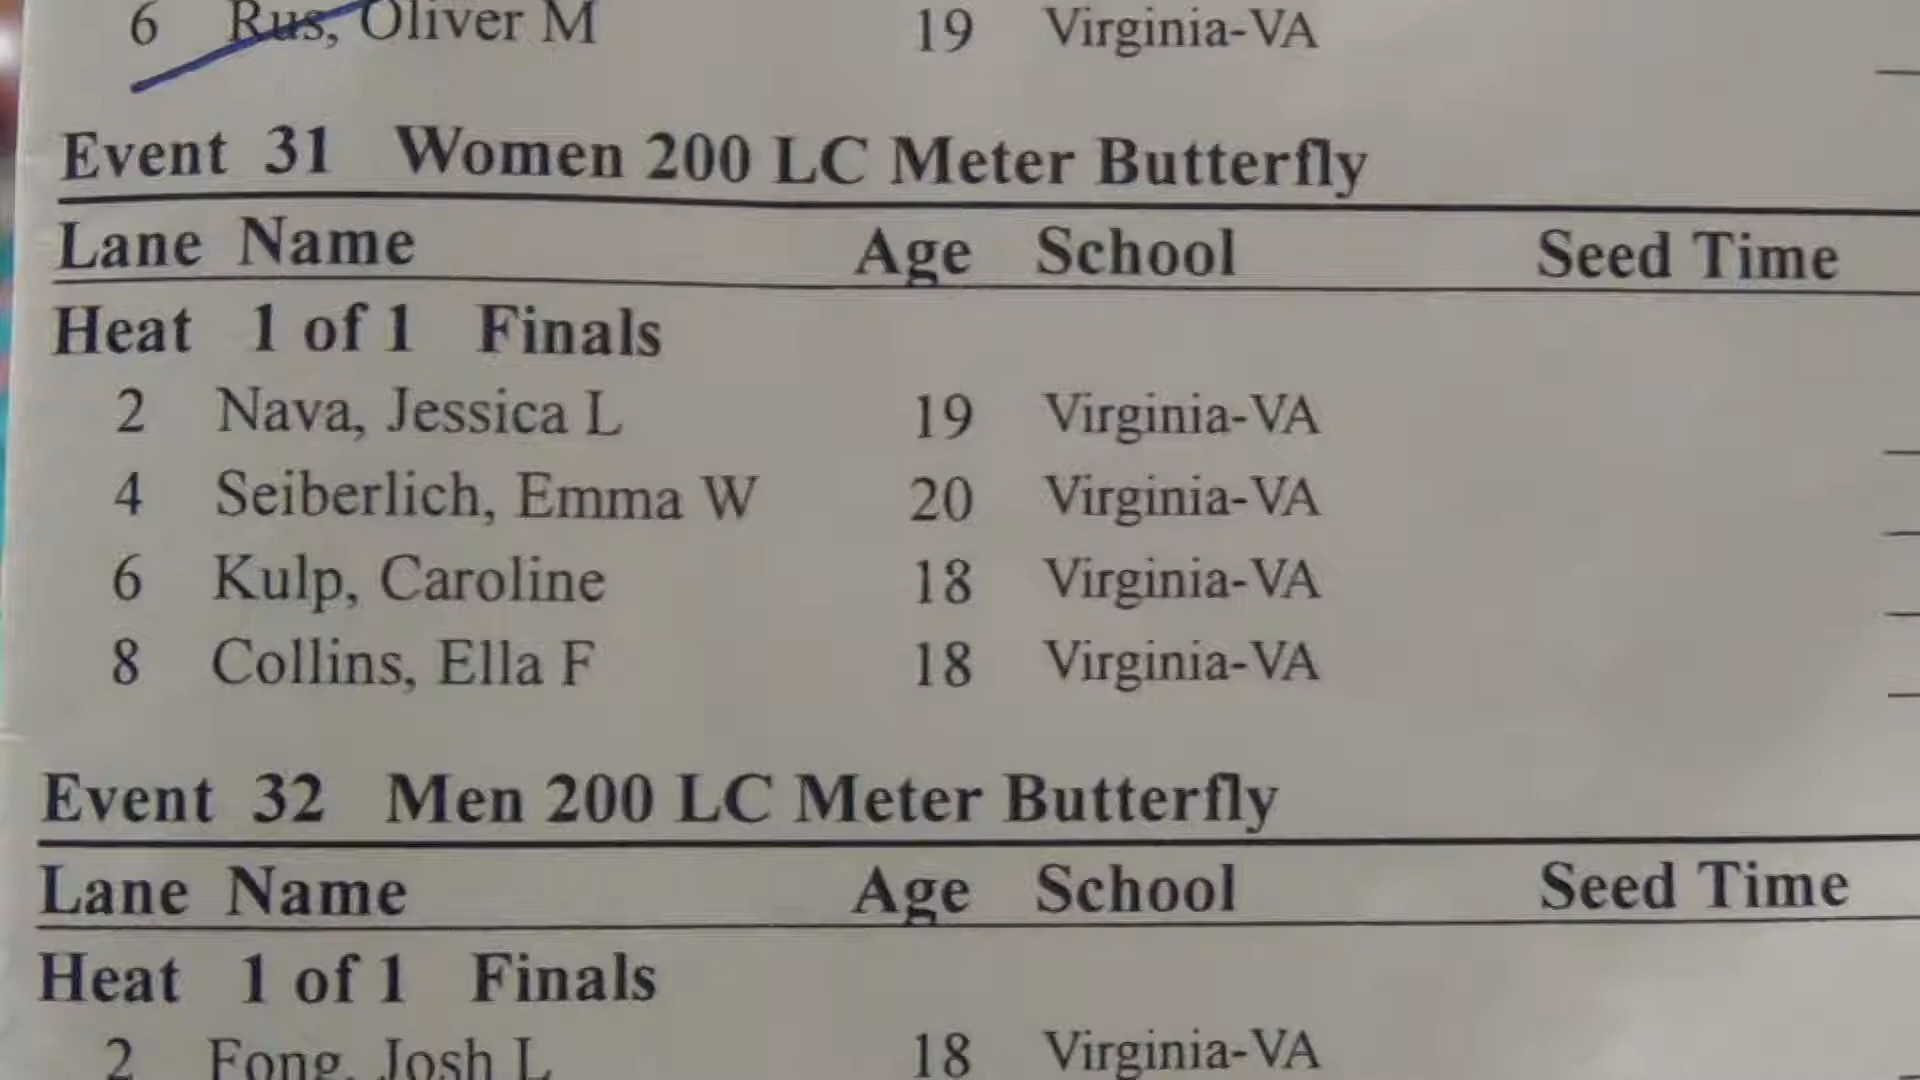 6 Rus, Oliver M 19 Virginia-VA
Event 31 Women 200 LC Meter Butterfly
Lane Name Age School Seed Time
Heat 1 of 1 Finals
2 Nava, Jessica L 19 Virginia-VA
4 Seiberlich, Emma W 20 Virginia-VA
6 Kulp, Caroline 18 Virginia-VA
8 Collins, Ella F 18 Virginia-VA
Event 32 Men 200 LC Meter Butterfly
Lane Name Age School Seed Time
Heat 1 of 1 Finals
2 Fong, Josh L 18 Virginia-VA